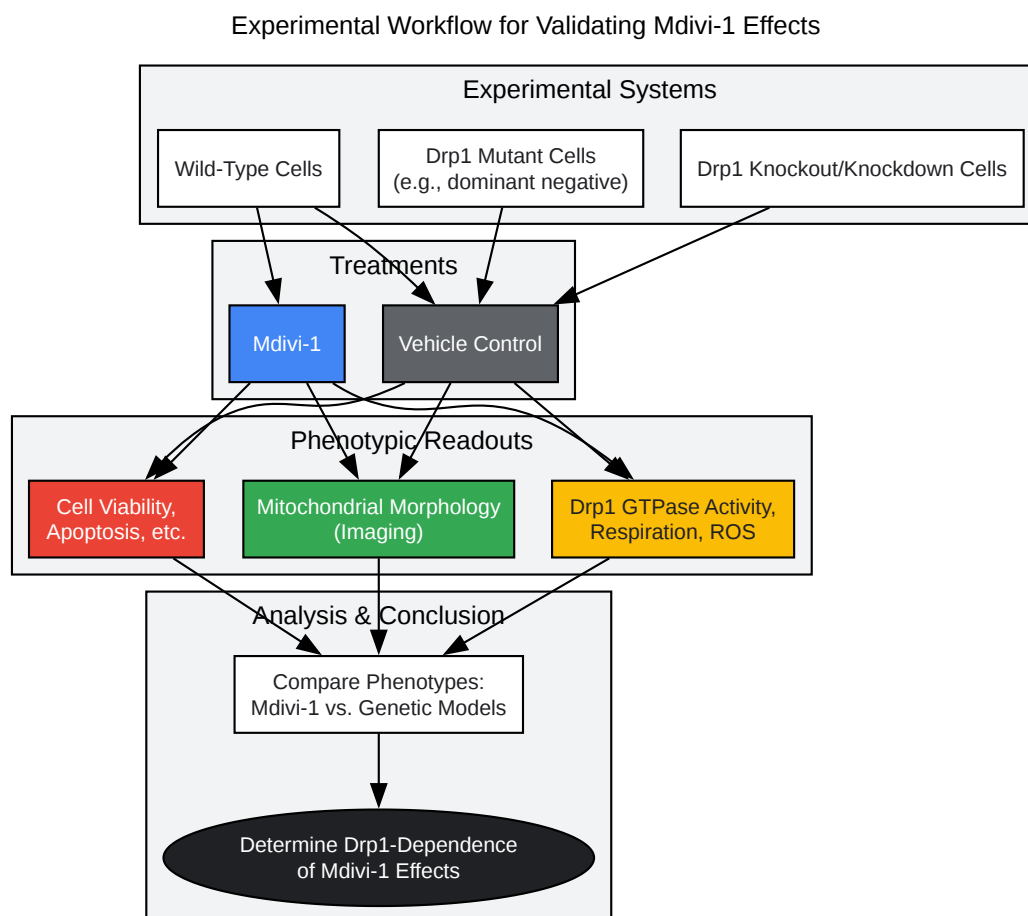 Experimental Workflow for Validating Mdivi-1 Effects
Experimental Systems
Wild-Type Cells
Drp1 Mutant Cells
(e.g., dominant negative)
Drp1 Knockout/Knockdown Cells
Treatments
Mdivi-1
Vehicle Control
Phenotypic Readouts
Cell Viability,
Apoptosis, etc.
Mitochondrial Morphology
(Imaging)
Drp1 GTPase Activity,
Respiration, ROS
Analysis & Conclusion
Compare Phenotypes:
Mdivi-1 vs. Genetic Models
Determine Drp1-Dependence
of Mdivi-1 Effects